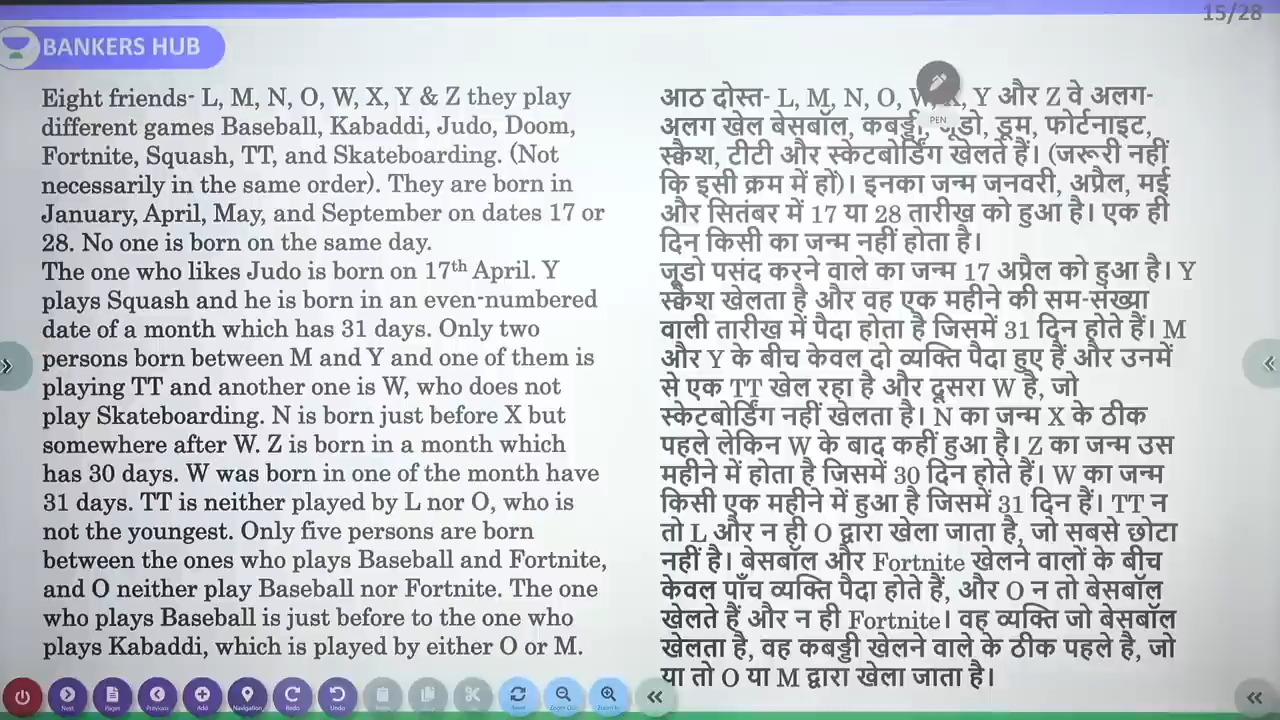 15/28
BANKERS HUB
Eight friends- L, M, N, O, W, X, Y & Z they play
different games Baseball, Kabaddi, Judo, Doom,
Fortnite, Squash, TT, and Skateboarding. (Not
necessarily in the same order). They are born in
January, April, May, and September on dates 17 or
28. No one is born on the same day.
The one who likes Judo is born on 17th April. Y
plays Squash and he is born in an even-numbered
date of a month which has 31 days. Only two
persons born between M and Y and one of them is
playing TT and another one is W, who does not
play Skateboarding. N is born just before X but
somewhere after W. Z is born in a month which
has 30 days. W was born in one of the month have
31 days. TT is neither played by L nor O, who is
not the youngest. Only five persons are born
between the ones who plays Baseball and Fortnite,
and O neither play Baseball nor Fortnite. The one
who plays Baseball is just before to the one who
plays Kabaddi, which is played by either O or M.
आठ दोस्त- L, M, N, O, W, X, Y और Z वे अलग-
अलग खेल बेसबॉल, कबड्डी, जूडो, डूम, फोर्टनाइट,
स्क्वैश, टीटी और स्केटबोर्डिंग खेलते हैं। (जरूरी नहीं
कि इसी क्रम में हों)। इनका जन्म जनवरी, अप्रैल, मई
और सितंबर में 17 या 28 तारीख को हुआ है। एक ही
दिन किसी का जन्म नहीं होता है।
जूडो पसंद करने वाले का जन्म 17 अप्रैल को हुआ है। Y
स्क्वैश खेलता है और वह एक महीने की सम-संख्या
वाली तारीख में पैदा होता है जिसमें 31 दिन होते हैं। M
और Y के बीच केवल दो व्यक्ति पैदा हुए हैं और उनमें
से एक TT खेल रहा है और दूसरा W है, जो
स्केटबोर्डिंग नहीं खेलता है। N का जन्म X के ठीक
पहले लेकिन W के बाद कहीं हुआ है। Z का जन्म उस
महीने में होता है जिसमें 30 दिन होते हैं। W का जन्म
किसी एक महीने में हुआ है जिसमें 31 दिन हैं। TT न
तो L और न ही O द्वारा खेला जाता है, जो सबसे छोटा
नहीं है। बेसबॉल और Fortnite खेलने वालों के बीच
केवल पाँच व्यक्ति पैदा होते हैं, और O न तो बेसबॉल
खेलते हैं और न ही Fortnite। वह व्यक्ति जो बेसबॉल
खेलता है, वह कबड्डी खेलने वाले के ठीक पहले है, जो
या तो O या M द्वारा खेला जाता है।
PEN
Next Pages Previous Add Navigation Redo Undo Reset Zoom Out Zoom In